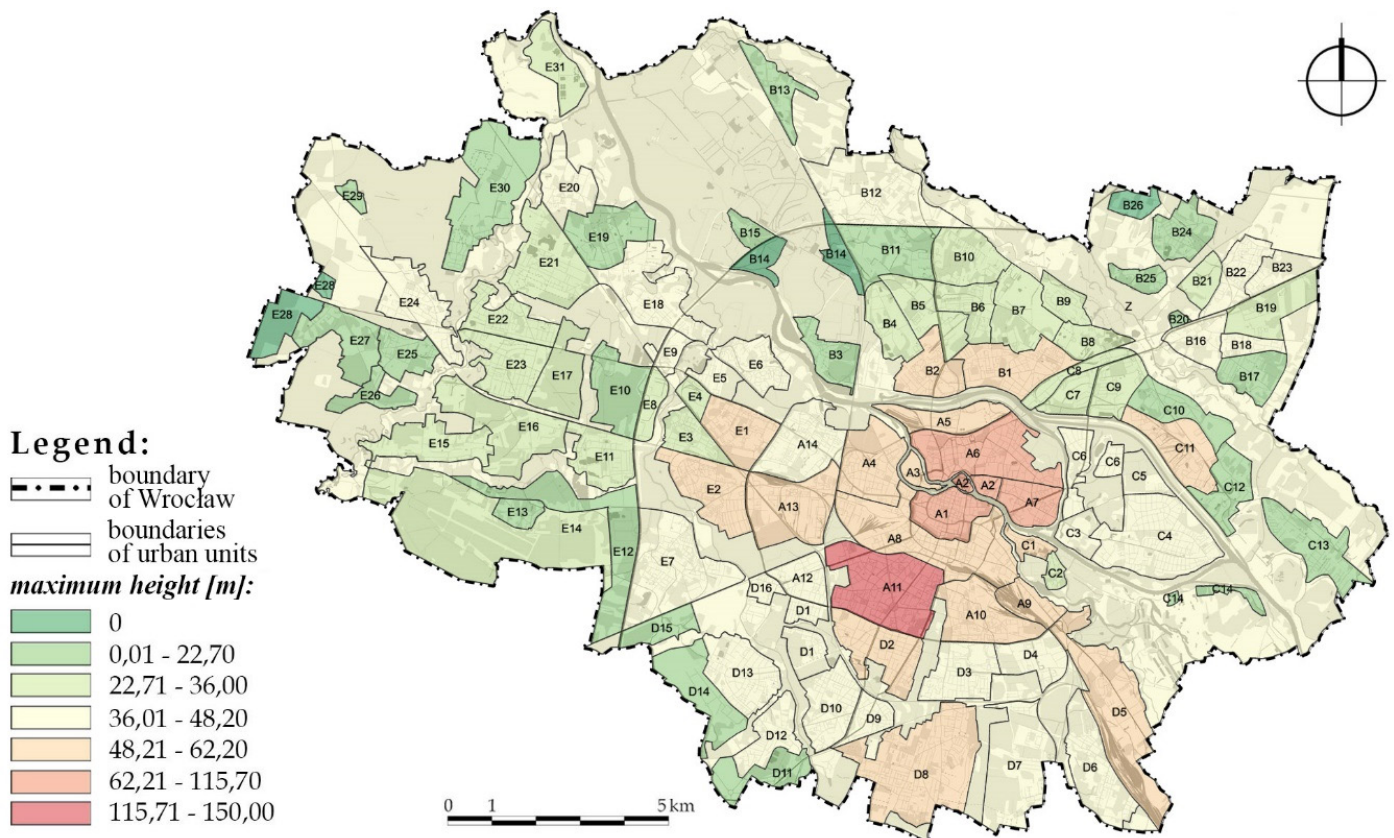 E31
B13
E30
E20
B12
E29
B26
E19
B15
B24
E21
B14
B14
B11
B10
B25
B21
B22
B23
E28
E28
E24
E18
B5
B6
B7
B9
Z
B19
E22
B4
B20
E27
E25
E9
B3
B8
B16
B18
E23
E17
E10
E5
E6
B2
B1
C8
B17
E26
E8
E4
C7
C9
C10
E15
E16
E3
E1
A14
A5
C11
E11
A4
A6
C6
C6
A3
C5
E2
A2
A2
C12
E13
A13
A1
A7
E14
C3
C4
A8
C1
C13
E12
E7
A12
C2
D16
A11
C14
C14
D1
A10
A9
D15
D1
D2
D3
D4
D14
D13
D10
D9
D5
D12
D11
D8
D7
D6
Legend:
boundary
of Wrocław
boundaries
of urban units
maximum height [m]:
0
0,01 - 22,70
22,71 - 36,00
36,01 - 48,20
48,21 - 62,20
62,21 - 115,70
115,71 - 150,00
0 1 5 km